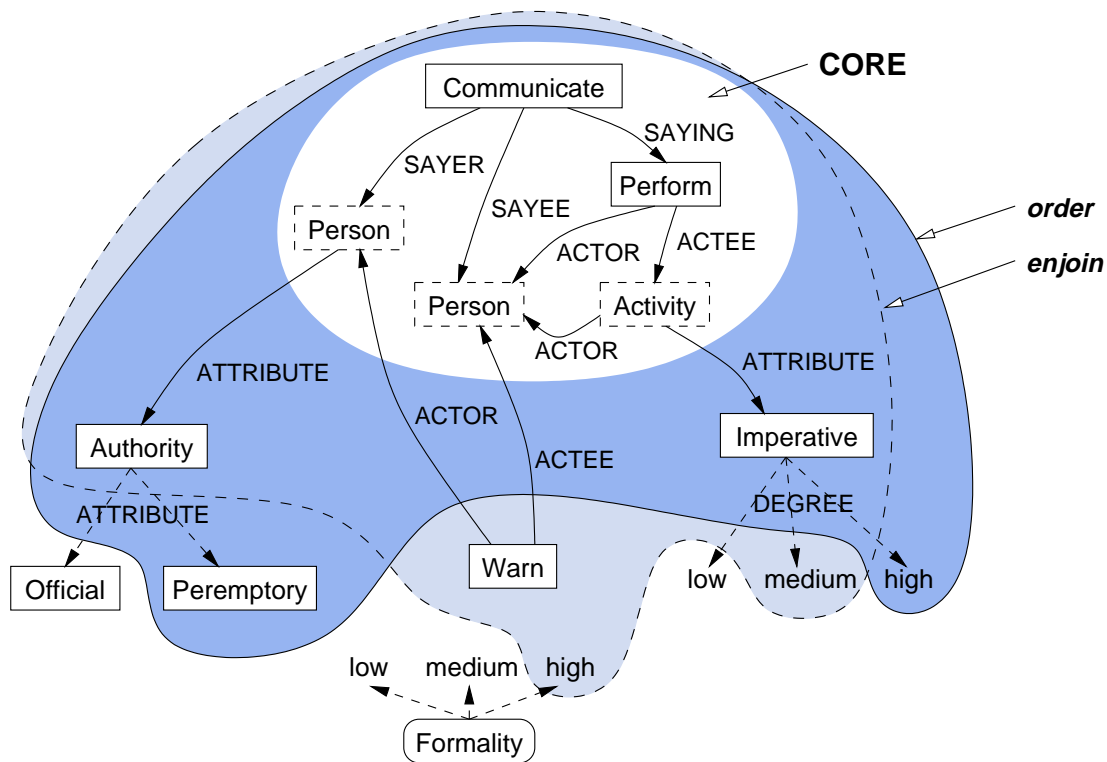 CORE
Communicate
SAYING
SAYER
Perform
SAYEE
Person
order
ACTOR
ACTEE
enjoin
Person
Activity
ACTOR
ATTRIBUTE
ATTRIBUTE
ACTOR
Authority
Imperative
ACTEE
DEGREE
ATTRIBUTE
Warn
Official
Peremptory
low
medium
high
low
medium
high
Formality